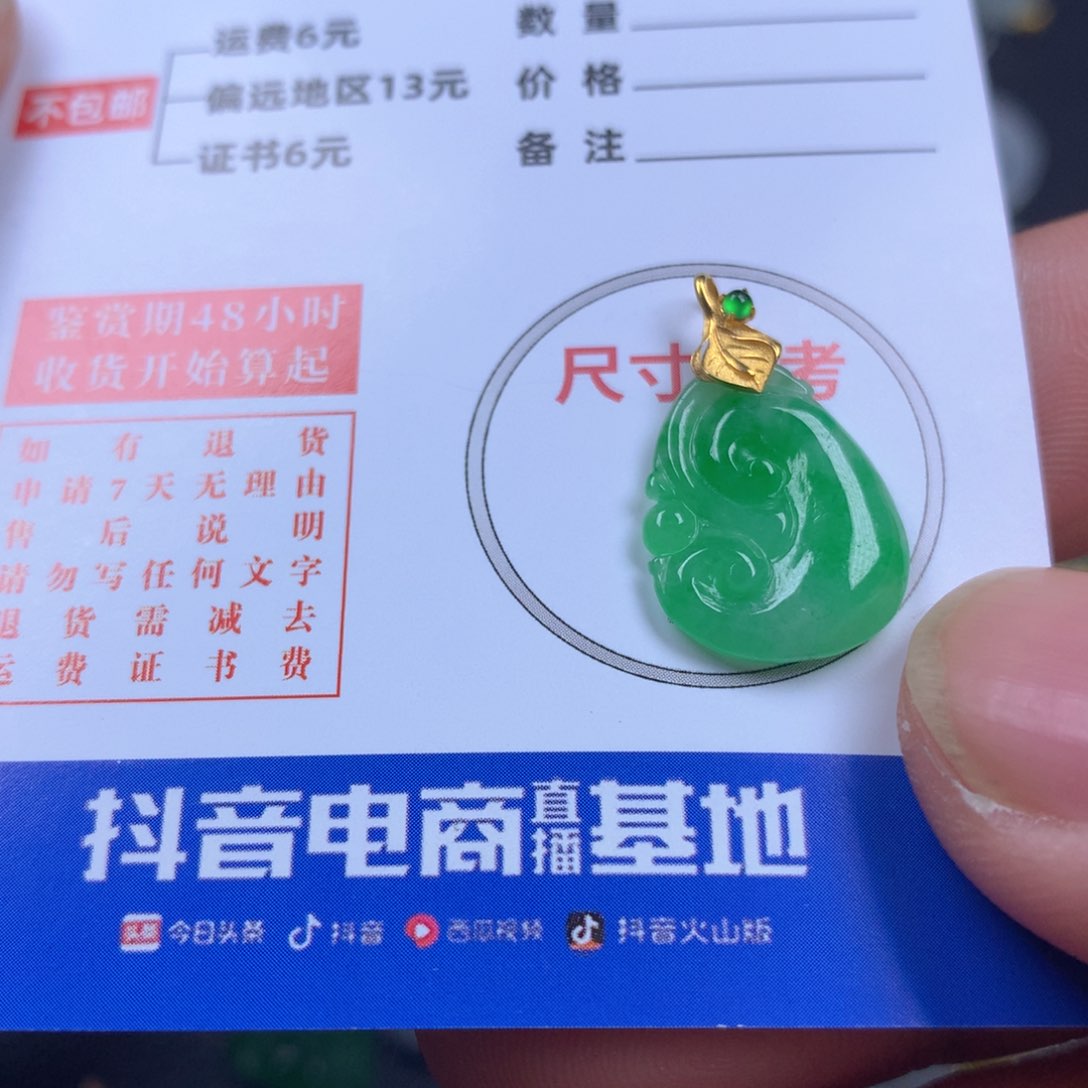 不包邮
运费6元
偏远地区13元
证书6元
数量
价格
备注
鉴赏期48小时
收货开始算起
如有退货
申请7天无理由
售后说明
请勿写任何文字
退货需减去
运费证书费
尺寸 考
抖音电商直播基地
头条 今日头条 抖音 西瓜视频 抖音火山版